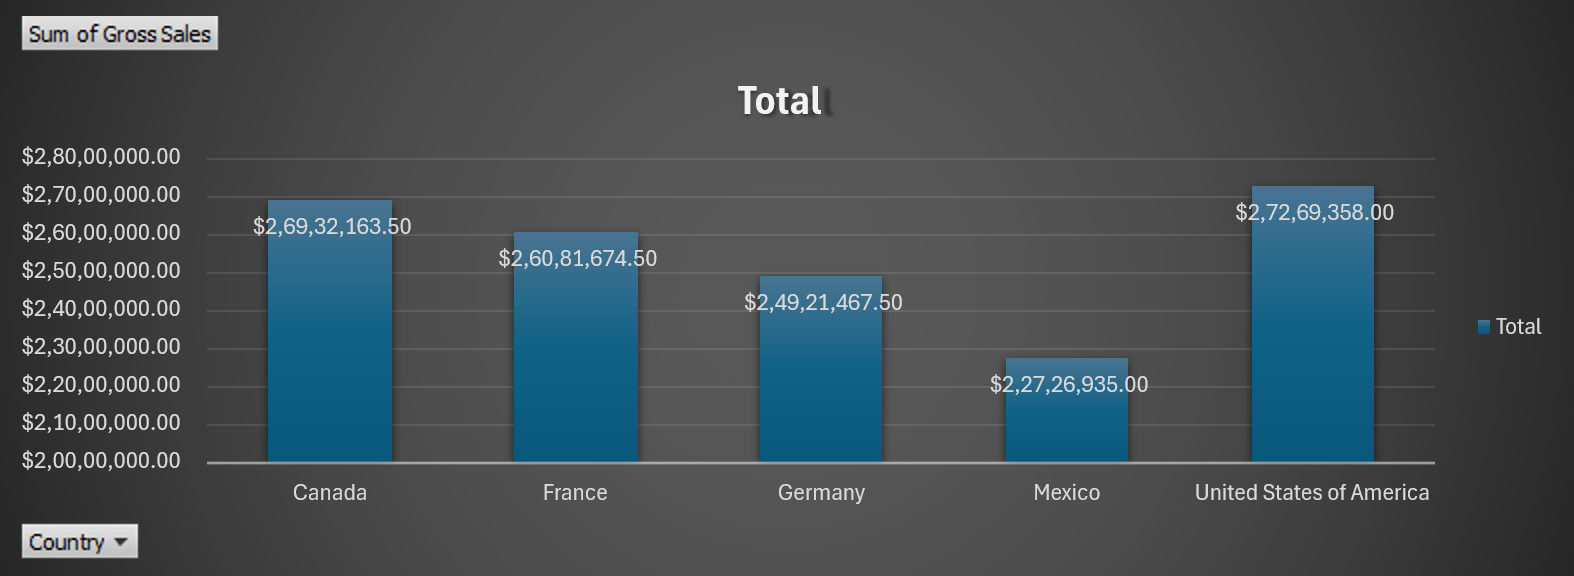 Sum of Gross Sales
Total
$2,80,00,000.00
$2,70,00,000.00
$2,60,00,000.00
$2,50,00,000.00
$2,40,00,000.00
$2,30,00,000.00
$2,20,00,000.00
$2,10,00,000.00
$2,00,00,000.00
$2,69,32,163.50
$2,60,81,674.50
$2,49,21,467.50
$2,27,26,935.00
$2,72,69,358.00
Total
Canada France Germany Mexico United States of America
Country